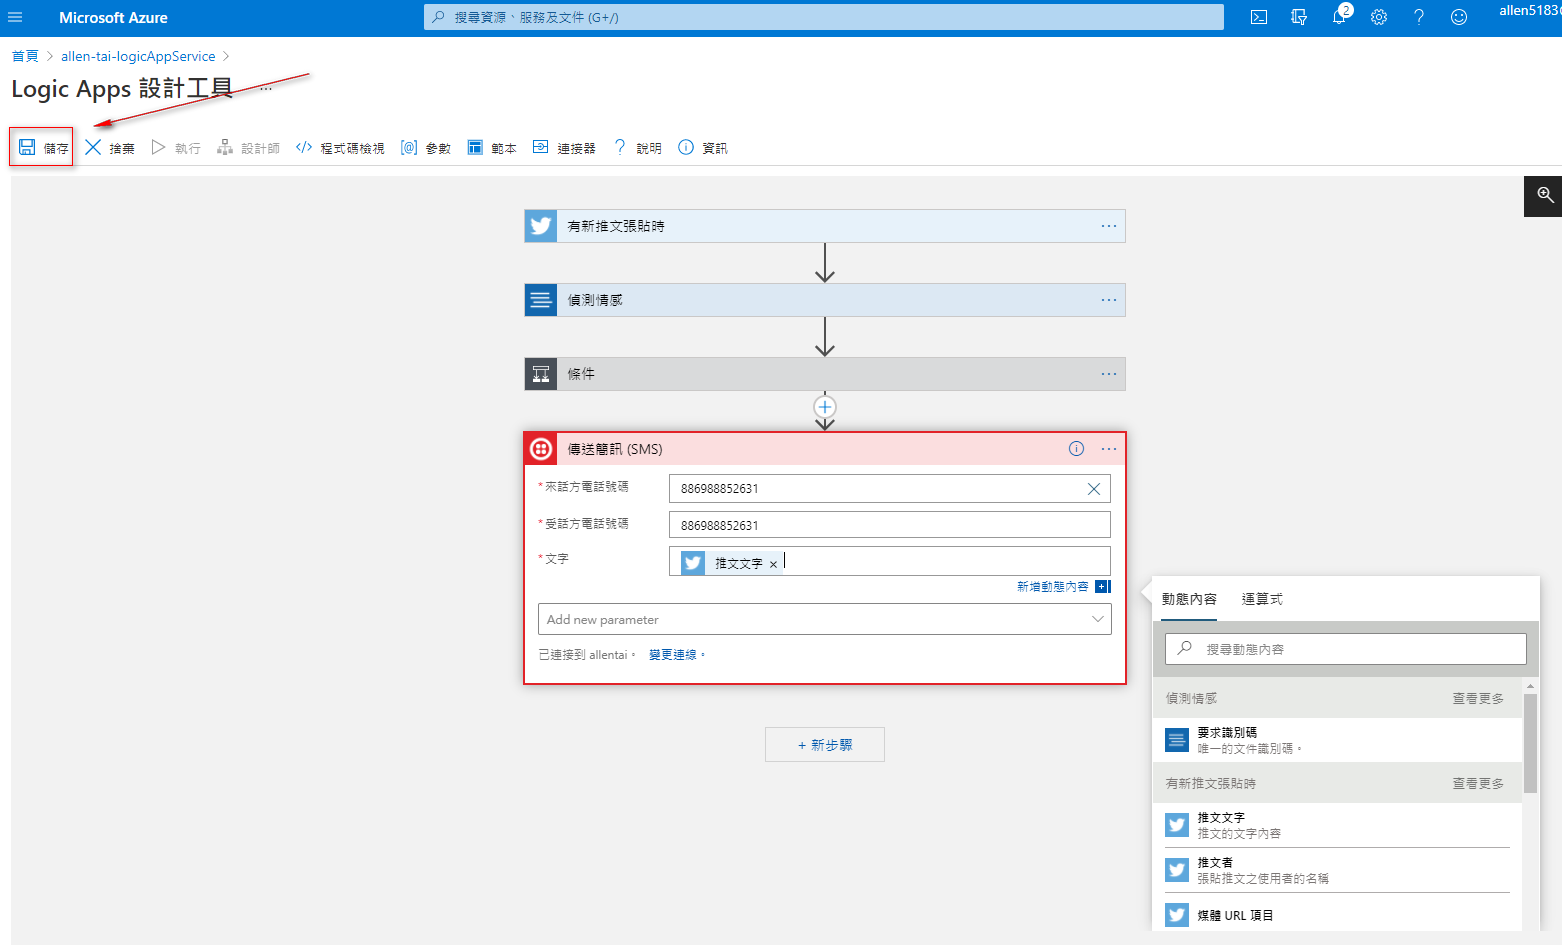 Microsoft Azure
搜尋資源、服務及文件 (G+/)
2
allen5183
首頁 > allen-tai-logicAppService >
Logic Apps 設計工具 ...
儲存 捨棄 執行 設計師 程式碼檢視 參數 範本 連接器 說明 資訊
有新推文張貼時
偵測情感
條件
傳送簡訊 (SMS)
*來話方電話號碼
886988852631
*受話方電話號碼
886988852631
*文字
推文文字 ×
新增動態內容
Add new parameter
已連接到 allentai。 變更連線。
+ 新步驟
動態內容 運算式
搜尋動態內容
偵測情感 查看更多
要求識別碼
唯一的文件識別碼。
有新推文張貼時 查看更多
推文文字
推文的文字內容
推文者
張貼推文之使用者的名稱
媒體 URL 項目